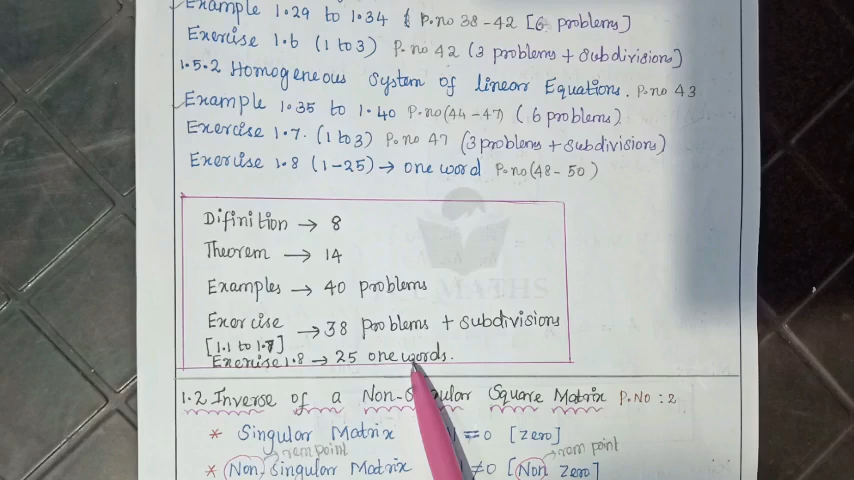 Example 1.29 to 1.34 { P.no 38-42 [6 problems]
Exercise 1.6 (1 to 3) P.no 42 (3 problems + Subdivisions]
1.5.2 Homogeneous System of linear Equations. P.no 43
Example 1.35 to 1.40 P.no(44-47) (6 problems)
Exercise 1.7. (1 to 3) P.no 47 (3 problems + Subdivisions)
Exercise 1.8 (1-25) → one word P.no(48-50)
Difinition → 8
Theorem → 14
Examples → 40 problems
Exercise → 38 problems + subdivisions
[1.1 to 1.7]
Exercise 1.8 → 25 one words.
MATHS
1.2 Inverse of a Non-Singular Square Matrix P.NO : 2
* Singular Matrix = 0 [Zero]
rem point rem point
* Non Singular Matrix ≠0 [Non Zero]